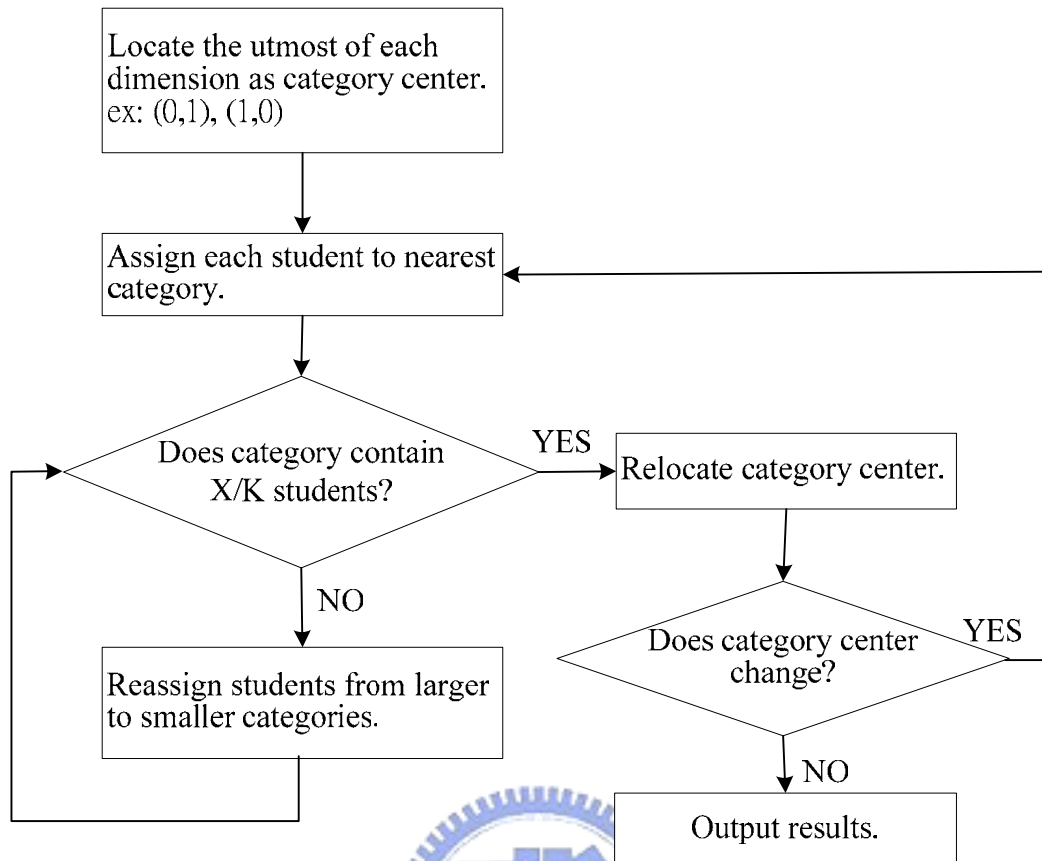 Locate the utmost of each
dimension as category center.
ex: (0,1), (1,0)
Assign each student to nearest
category.
Does category contain
X/K students?
YES
Relocate category center.
NO
Reassign students from larger
to smaller categories.
Does category center
change?
YES
NO
Output results.